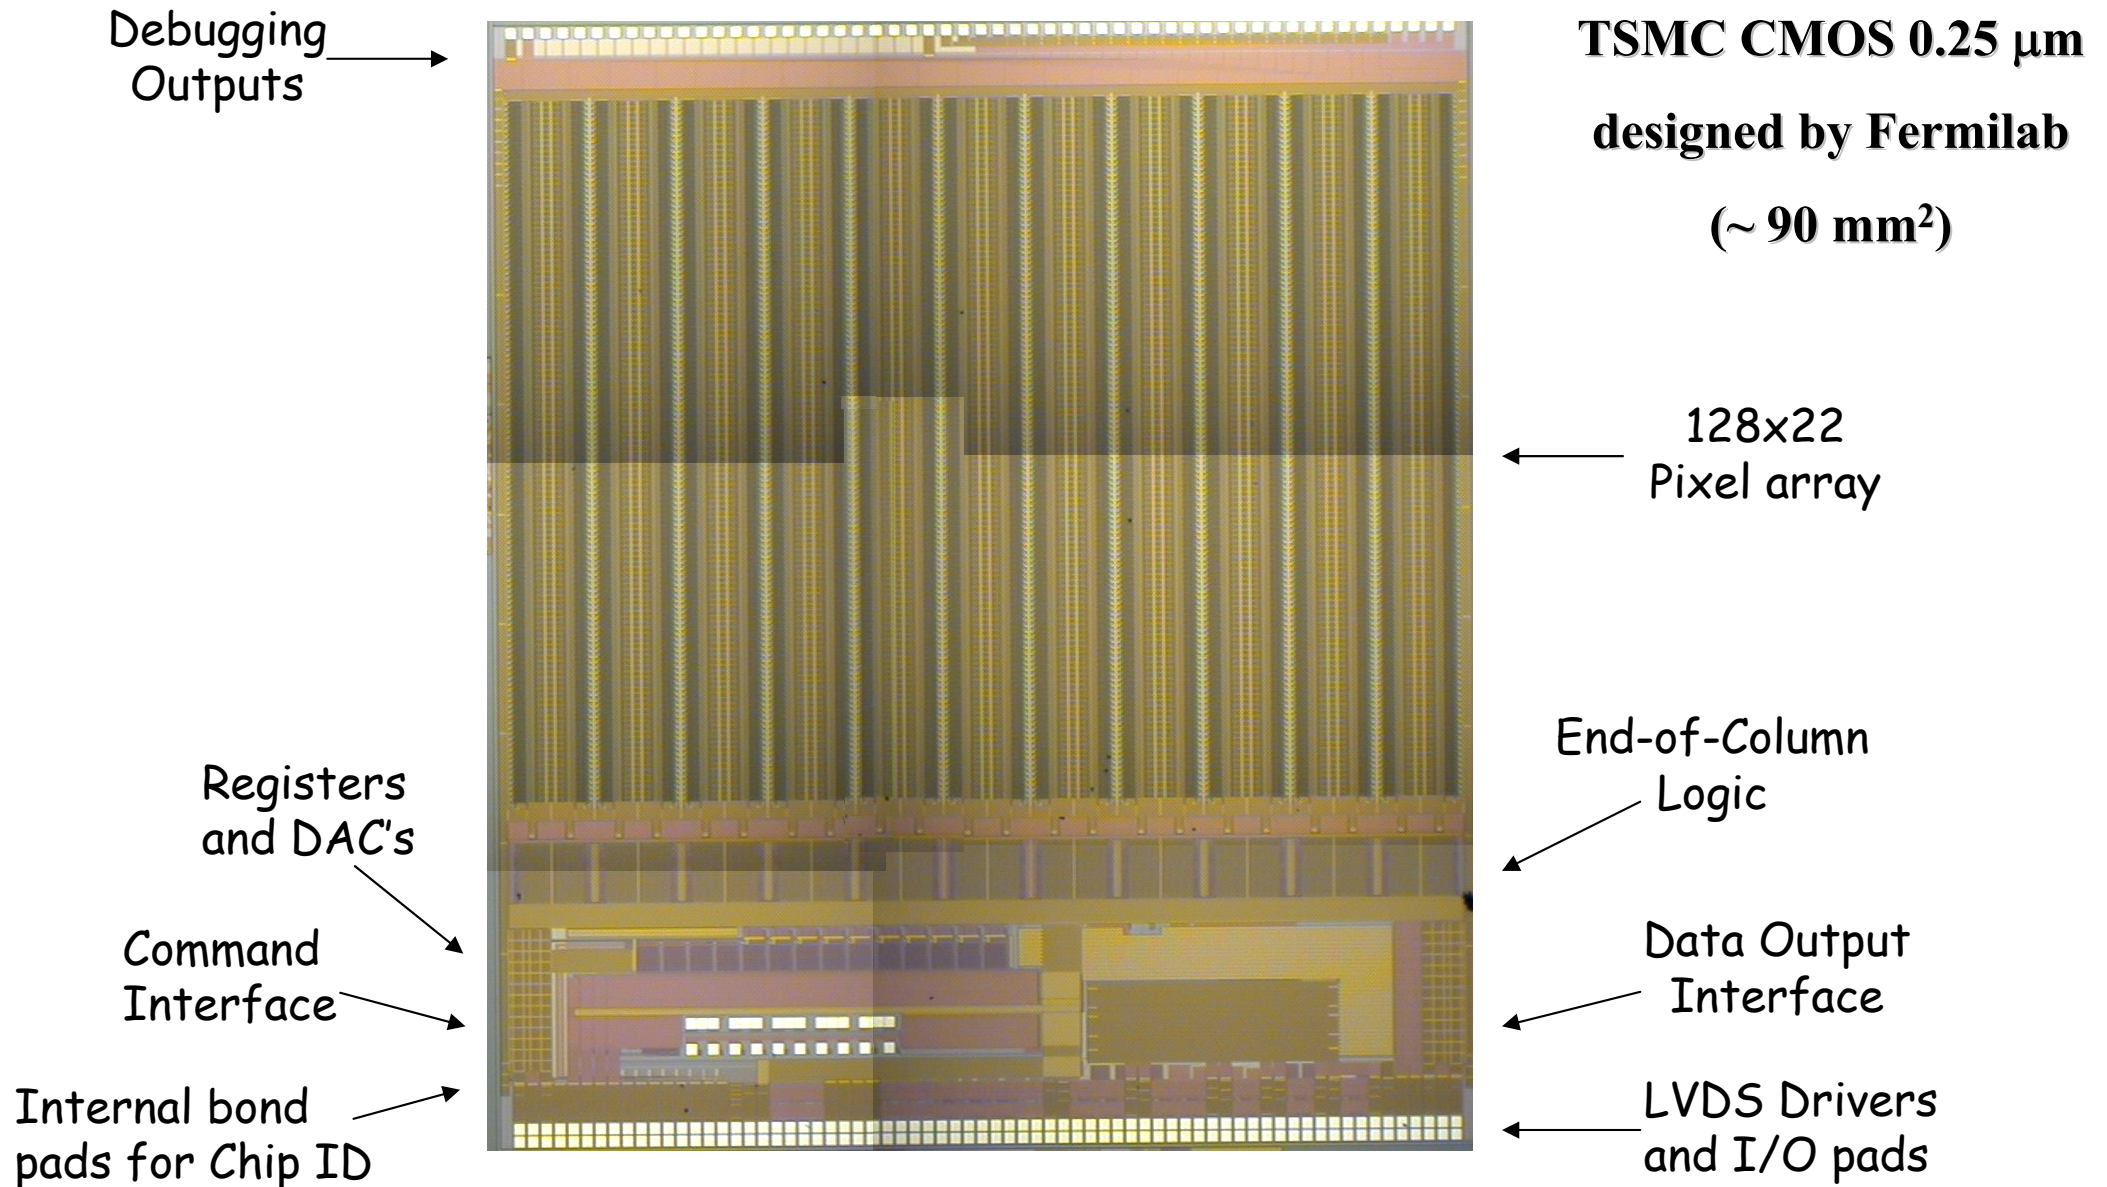 Debugging
Outputs
TSMC CMOS 0.25 μm
designed by Fermilab
(~ 90 mm²)
128x22
Pixel array
End-of-Column
Logic
Registers
and DAC's
Command
Interface
Data Output
Interface
Internal bond
pads for Chip ID
LVDS Drivers
and I/O pads